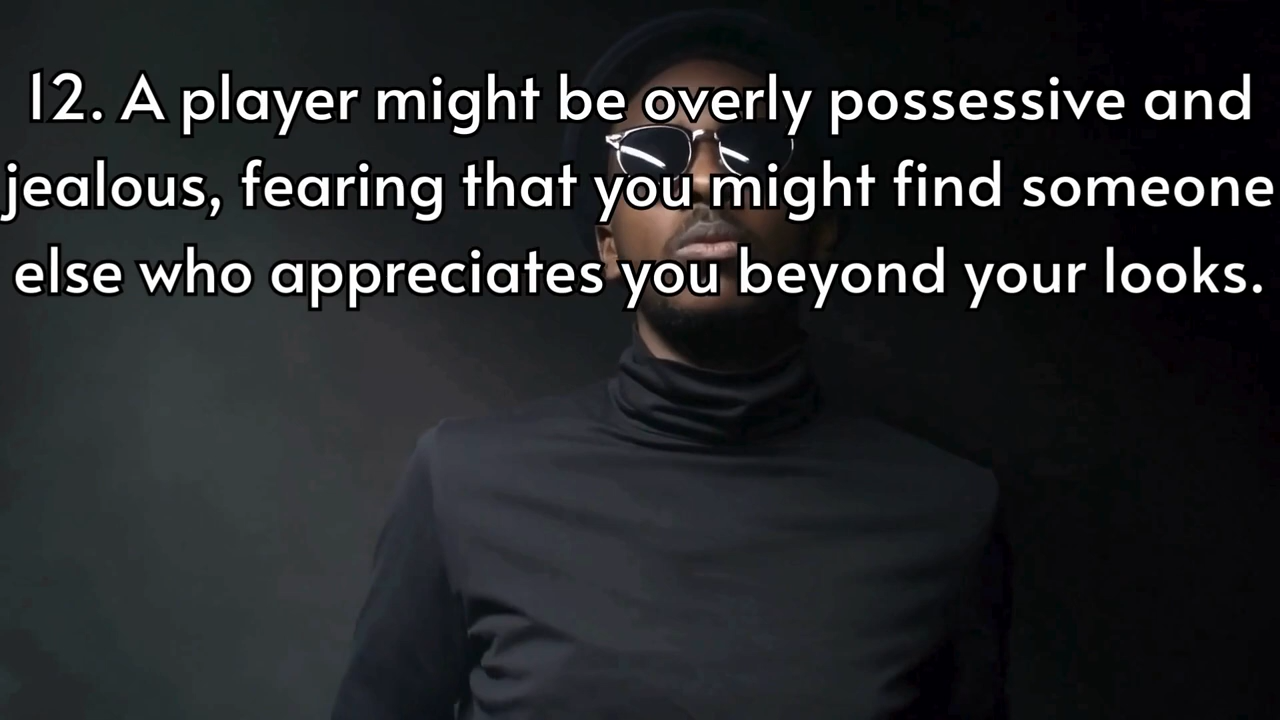 12. A player might be overly possessive and
jealous, fearing that you might find someone
else who appreciates you beyond your looks.